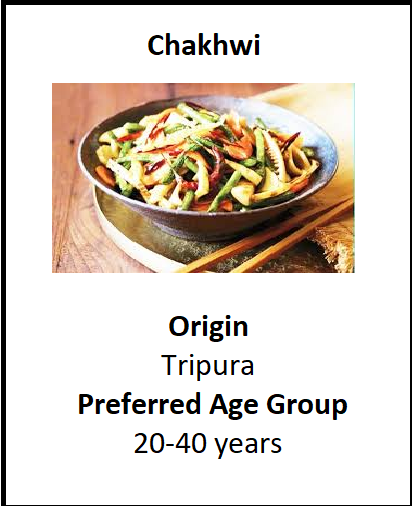 Chakhwi
Origin
Tripura
Preferred Age Group
20-40 years